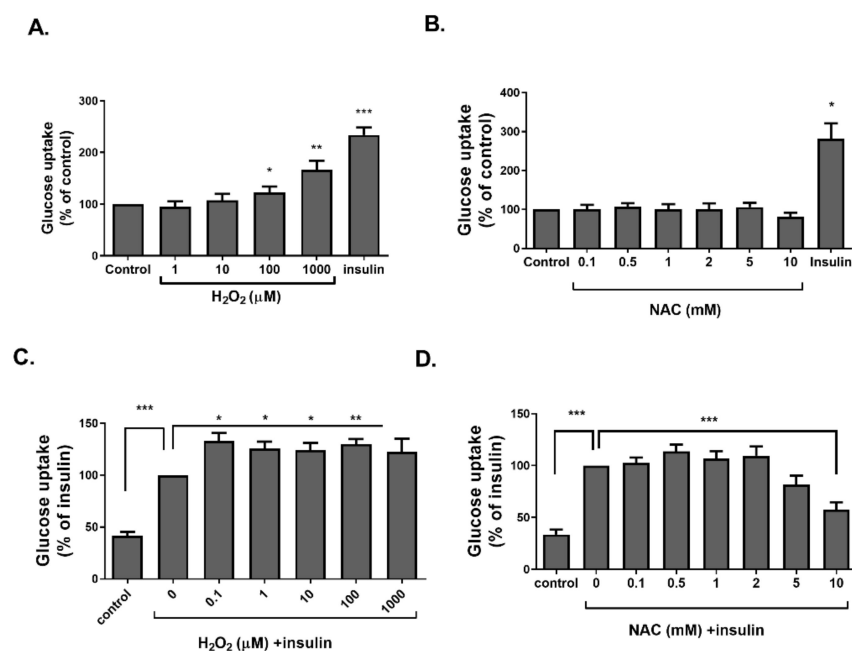 A.
Glucose uptake
(% of control)
300
200
100
0
***
**
*
Control 1 10 100 1000 insulin
H₂O₂ (μM)
B.
Glucose uptake
(% of control)
400
300
200
100
0
*
Control 0.1 0.5 1 2 5 10 Insulin
NAC (mM)
C.
Glucose uptake
(% of insulin)
150
100
50
0
*** * * * **
control 0 0.1 1 10 100 1000
H₂O₂ (μM) +insulin
D.
Glucose uptake
(% of insulin)
150
100
50
0
*** ***
control 0 0.1 0.5 1 2 5 10
NAC (mM) +insulin